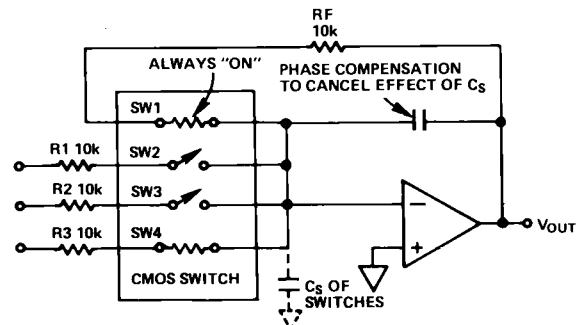 RF
10k
ALWAYS "ON"
PHASE COMPENSATION
TO CANCEL EFFECT OF CS
SW1
R1 10k
SW2
R2 10k
SW3
R3 10k
SW4
CMOS SWITCH
CS OF
SWITCHES
−
+
VOUT